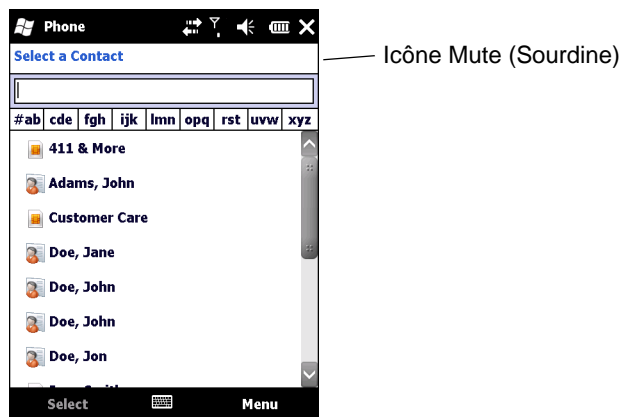 Phone
Select a Contact
Icône Mute (Sourdine)
#ab cde fgh ijk lmn opq rst uvw xyz
411 & More
Adams, John
Customer Care
Doe, Jane
Doe, John
Doe, John
Doe, Jon
Select Menu